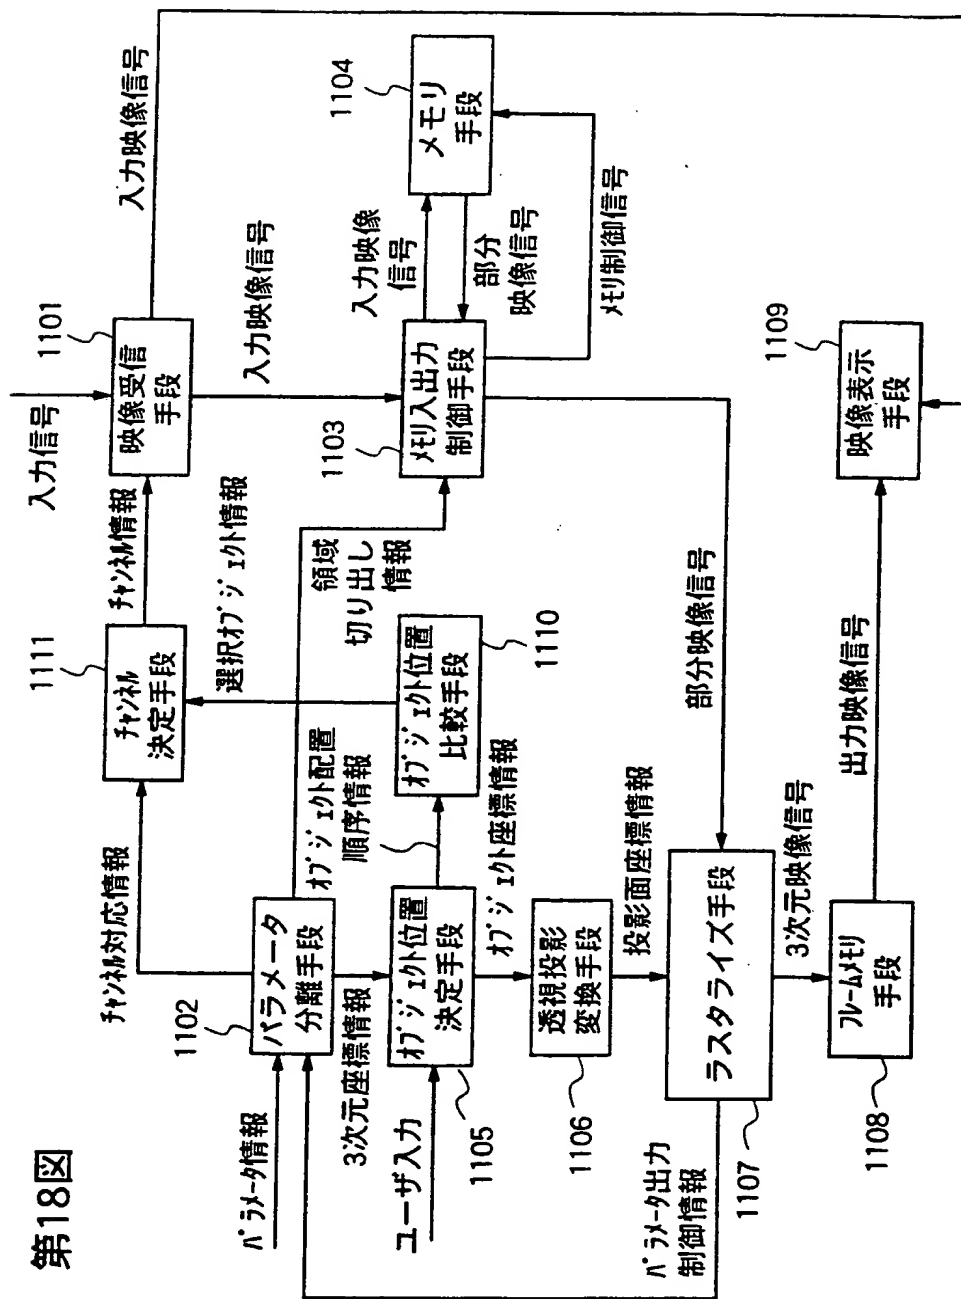 第18図
入力信号
入力映像信号
1101
映像受信
手段
チャンネル情報
1111
チャンネル
決定手段
チャンネル対応情報
選択オブジェクト情報
入力映像信号
1104
メモリ
手段
入力映像
信号
部分
映像信号
メモリ制御信号
1103
メモリ入出力
制御手段
領域
切り出し
情報
1102
パラメータ
分離手段
パラメータ情報
3次元座標情報
オブジェクト配置
順序情報
1110
オブジェクト位置
比較手段
ユーザ入力
1105
オブジェクト位置
決定手段
オブジェクト座標情報
1106
透視投影
変換手段
投影面座標情報
部分映像信号
1107
ラスタライズ手段
パラメータ出力
制御情報
3次元映像信号
1108
フレームメモリ
手段
出力映像信号
1109
映像表示
手段